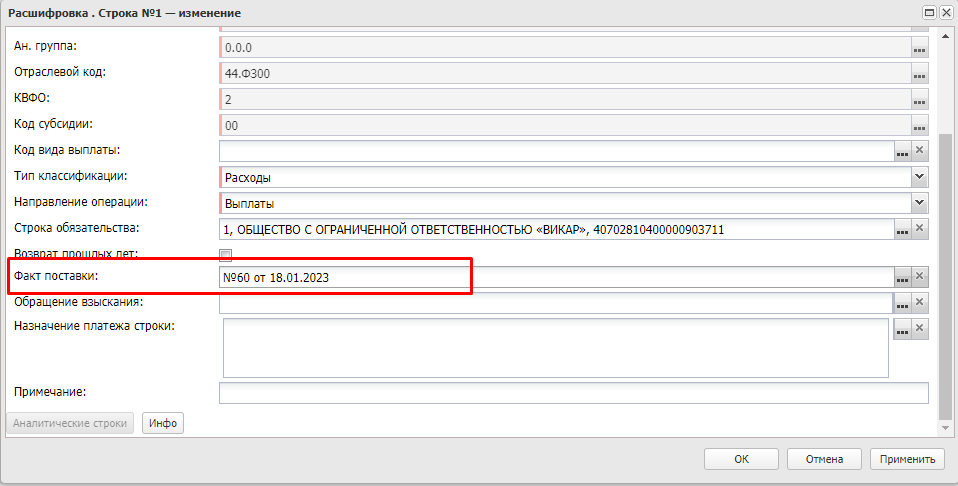 Расшифровка . Строка №1 — изменение
Ан. группа: 0.0.0 ...
Отраслевой код: 44.Ф300 ...
КВФО: 2 ...
Код субсидии: 00 ...
Код вида выплаты: ...
Тип классификации: Расходы
Направление операции: Выплаты
Строка обязательства: 1, ОБЩЕСТВО С ОГРАНИЧЕННОЙ ОТВЕТСТВЕННОСТЬЮ «ВИКАР», 40702810400000903711 ...
Возврат прошлых лет:
Факт поставки: №60 от 18.01.2023 ...
Обращение взыскания: ...
Назначение платежа строки: ...
Примечание:
Аналитические строки Инфо
ОК Отмена Применить